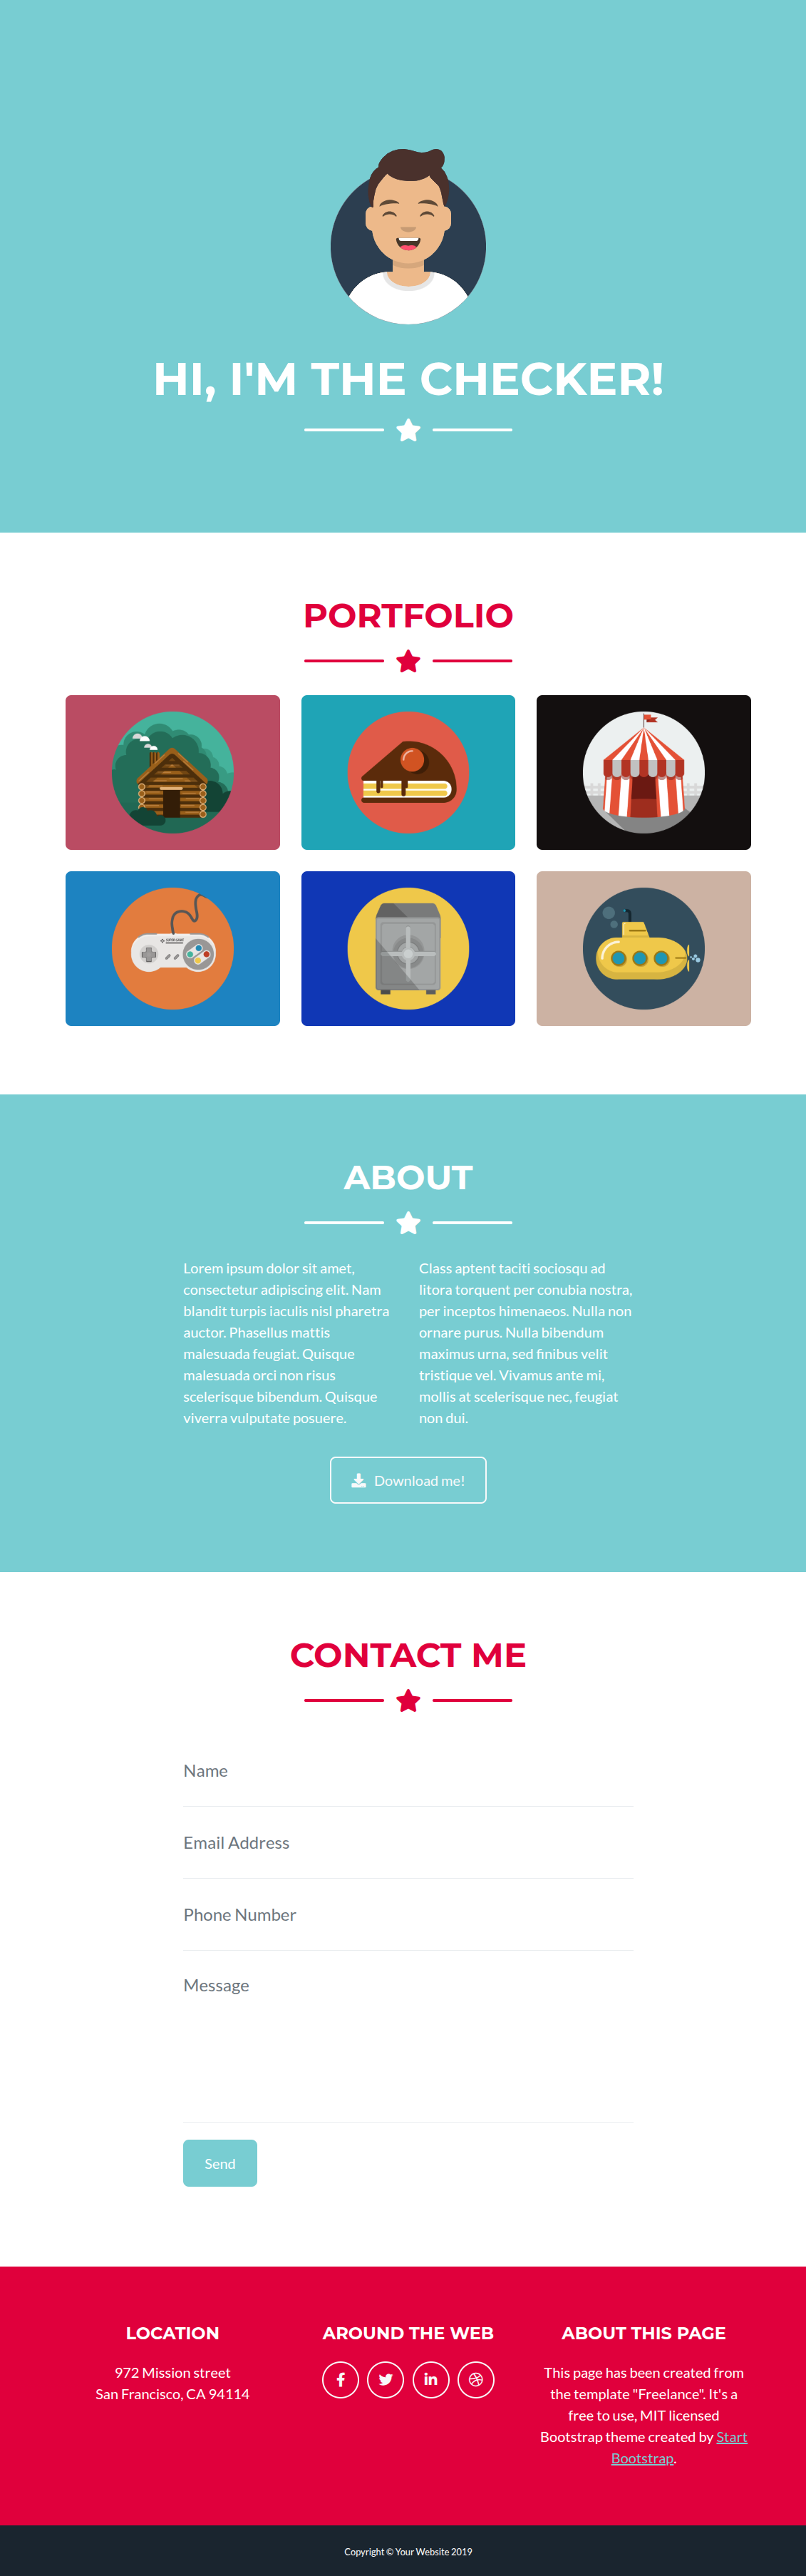 HI, I'M THE CHECKER!
PORTFOLIO
ABOUT
Lorem ipsum dolor sit amet,
consectetur adipiscing elit. Nam
blandit turpis iaculis nisl pharetra
auctor. Phasellus mattis
malesuada feugiat. Quisque
malesuada orci non risus
scelerisque bibendum. Quisque
viverra vulputate posuere.
Class aptent taciti sociosqu ad
litora torquent per conubia nostra,
per inceptos himenaeos. Nulla non
ornare purus. Nulla bibendum
maximus urna, sed finibus velit
tristique vel. Vivamus ante mi,
mollis at scelerisque nec, feugiat
non dui.
Download me!
CONTACT ME
Name
Email Address
Phone Number
Message
Send
LOCATION
972 Mission street
San Francisco, CA 94114
AROUND THE WEB
ABOUT THIS PAGE
This page has been created from
the template "Freelance". It's a
free to use, MIT licensed
Bootstrap theme created by Start
Bootstrap.
Copyright © Your Website 2019